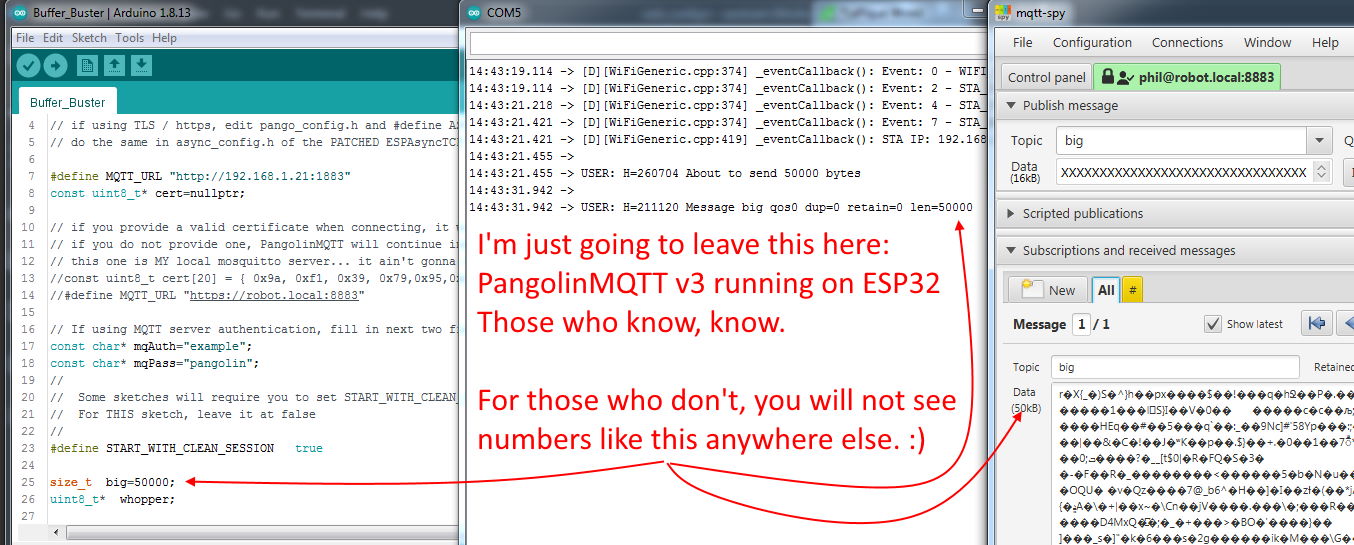 Buffer_Buster | Arduino 1.8.13
File Edit Sketch Tools Help
Buffer_Buster
4 // if using TLS / https, edit pango_config.h and #define AS
5 // do the same in async_config.h of the PATCHED ESPAsyncTC
6
7 #define MQTT_URL "http://192.168.1.21:1883"
8 const uint8_t* cert=nullptr;
9
10 // if you provide a valid certificate when connecting, it w
11 // if you do not provide one, PangolinMQTT will continue in
12 // this one is MY local mosquitto server... it ain't gonna
13 //const uint8_t cert[20] = { 0x9a, 0xf1, 0x39, 0x79,0x95,0x
14 //#define MQTT_URL "https://robot.local:8883"
15
16 // If using MQTT server authentication, fill in next two f
17 const char* mqAuth="example";
18 const char* mqPass="pangolin";
19 //
20 // Some sketches will require you to set START_WITH_CLEAN_
21 // For THIS sketch, leave it at false
22 //
23 #define START_WITH_CLEAN_SESSION true
24
25 size_t big=50000;
26 uint8_t* whopper;
27
COM5
14:43:19.114 -> [D][WiFiGeneric.cpp:374] _eventCallback(): Event: 0 - WIFI
14:43:19.114 -> [D][WiFiGeneric.cpp:374] _eventCallback(): Event: 2 - STA_
14:43:21.218 -> [D][WiFiGeneric.cpp:374] _eventCallback(): Event: 4 - STA_
14:43:21.421 -> [D][WiFiGeneric.cpp:374] _eventCallback(): Event: 7 - STA_
14:43:21.421 -> [D][WiFiGeneric.cpp:419] _eventCallback(): STA IP: 192.168
14:43:21.455 ->
14:43:21.455 -> USER: H=260704 About to send 50000 bytes
14:43:31.942 ->
14:43:31.942 -> USER: H=211120 Message big qos0 dup=0 retain=0 len=50000
I'm just going to leave this here:
PangolinMQTT v3 running on ESP32
Those who know, know.
For those who don't, you will not see
numbers like this anywhere else. :)
mqtt-spy
File Configuration Connections Window Help
Control panel phil@robot.local:8883
Publish message
Topic big
Data XXXXXXXXXXXXXXXXXXXXXXXXXXXXXXXX
(16kB)
Scripted publications
Subscriptions and received messages
New All #
Message 1 / 1 Show latest
Topic big Retained
Data
(50kB)